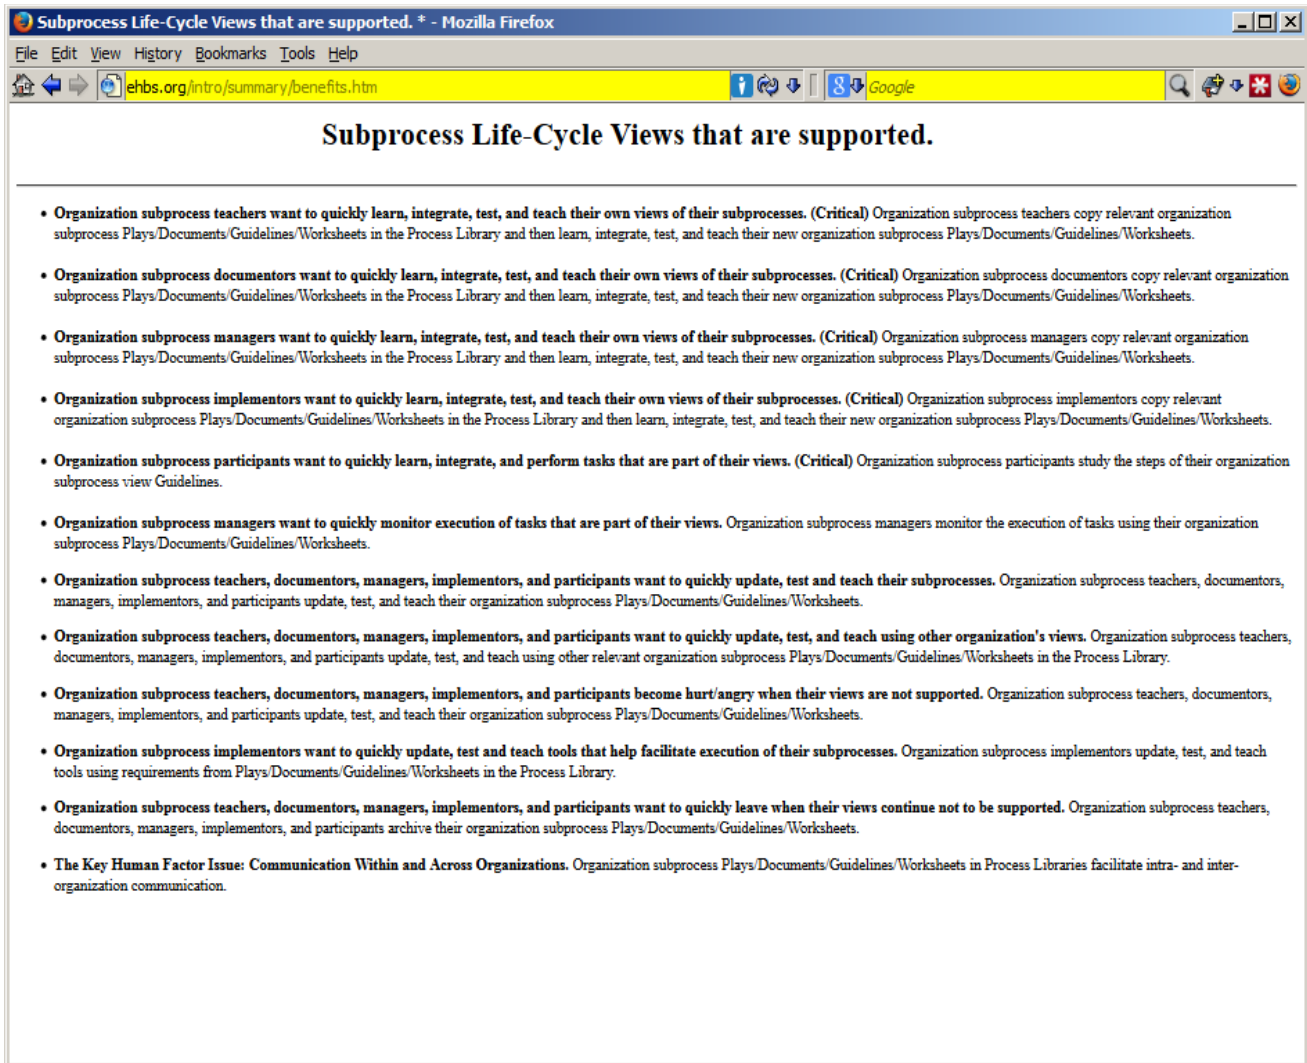 Subprocess Life-Cycle Views that are supported. * - Mozilla Firefox
File Edit View History Bookmarks Tools Help
ehbs.org/intro/summary/benefits.htm
Google
Subprocess Life-Cycle Views that are supported.
• Organization subprocess teachers want to quickly learn, integrate, test, and teach their own views of their subprocesses. (Critical) Organization subprocess teachers copy relevant organization
subprocess Plays/Documents/Guidelines/Worksheets in the Process Library and then learn, integrate, test, and teach their new organization subprocess Plays/Documents/Guidelines/Worksheets.
• Organization subprocess documentors want to quickly learn, integrate, test, and teach their own views of their subprocesses. (Critical) Organization subprocess documentors copy relevant organization
subprocess Plays/Documents/Guidelines/Worksheets in the Process Library and then learn, integrate, test, and teach their new organization subprocess Plays/Documents/Guidelines/Worksheets.
• Organization subprocess managers want to quickly learn, integrate, test, and teach their own views of their subprocesses. (Critical) Organization subprocess managers copy relevant organization
subprocess Plays/Documents/Guidelines/Worksheets in the Process Library and then learn, integrate, test, and teach their new organization subprocess Plays/Documents/Guidelines/Worksheets.
• Organization subprocess implementors want to quickly learn, integrate, test, and teach their own views of their subprocesses. (Critical) Organization subprocess implementors copy relevant
organization subprocess Plays/Documents/Guidelines/Worksheets in the Process Library and then learn, integrate, test, and teach their new organization subprocess Plays/Documents/Guidelines/Worksheets.
• Organization subprocess participants want to quickly learn, integrate, and perform tasks that are part of their views. (Critical) Organization subprocess participants study the steps of their organization
subprocess view Guidelines.
• Organization subprocess managers want to quickly monitor execution of tasks that are part of their views. Organization subprocess managers monitor the execution of tasks using their organization
subprocess Plays/Documents/Guidelines/Worksheets.
• Organization subprocess teachers, documentors, managers, implementors, and participants want to quickly update, test and teach their subprocesses. Organization subprocess teachers, documentors,
managers, implementors, and participants update, test, and teach their organization subprocess Plays/Documents/Guidelines/Worksheets.
• Organization subprocess teachers, documentors, managers, implementors, and participants want to quickly update, test, and teach using other organization's views. Organization subprocess teachers,
documentors, managers, implementors, and participants update, test, and teach using other relevant organization subprocess Plays/Documents/Guidelines/Worksheets in the Process Library.
• Organization subprocess teachers, documentors, managers, implementors, and participants become hurt/angry when their views are not supported. Organization subprocess teachers, documentors,
managers, implementors, and participants update, test, and teach their organization subprocess Plays/Documents/Guidelines/Worksheets.
• Organization subprocess implementors want to quickly update, test and teach tools that help facilitate execution of their subprocesses. Organization subprocess implementors update, test, and teach
tools using requirements from Plays/Documents/Guidelines/Worksheets in the Process Library.
• Organization subprocess teachers, documentors, managers, implementors, and participants want to quickly leave when their views continue not to be supported. Organization subprocess teachers,
documentors, managers, implementors, and participants archive their organization subprocess Plays/Documents/Guidelines/Worksheets.
• The Key Human Factor Issue: Communication Within and Across Organizations. Organization subprocess Plays/Documents/Guidelines/Worksheets in Process Libraries facilitate intra- and inter-
organization communication.